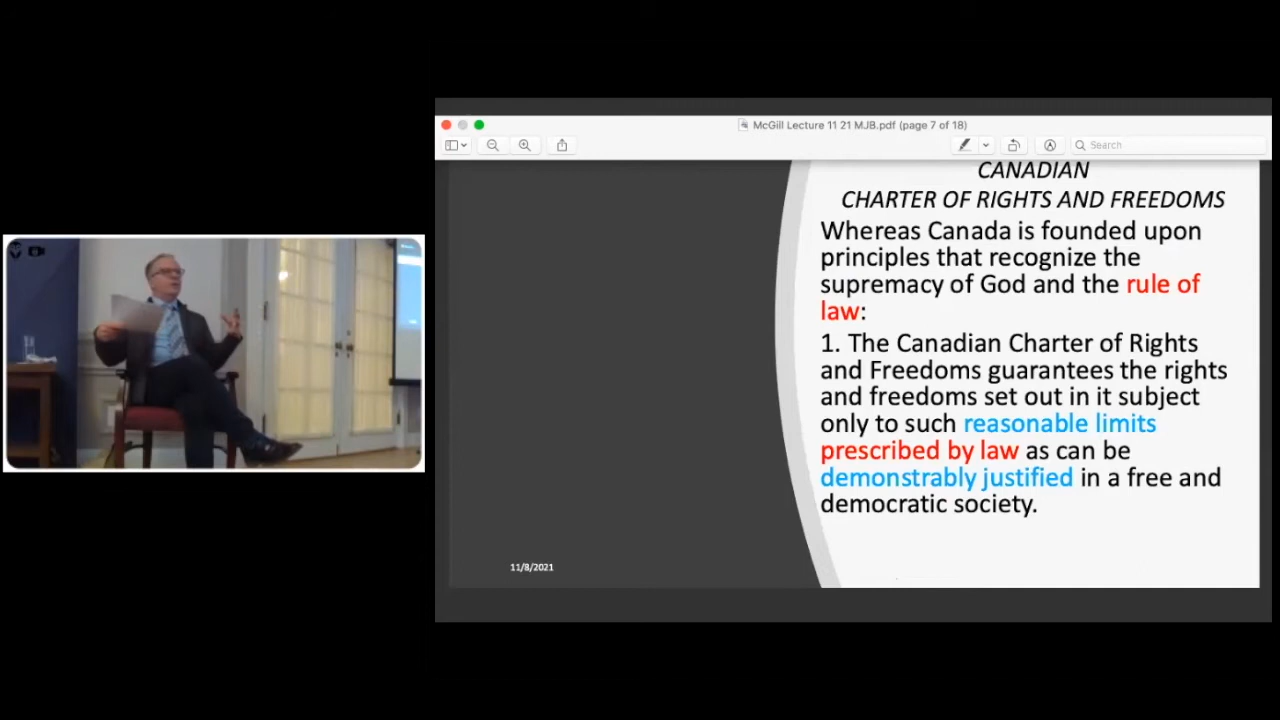 McGill Lecture 11 21 MJB.pdf (page 7 of 18)
Search
CANADIAN
CHARTER OF RIGHTS AND FREEDOMS
Whereas Canada is founded upon
principles that recognize the
supremacy of God and the rule of
law:
1. The Canadian Charter of Rights
and Freedoms guarantees the rights
and freedoms set out in it subject
only to such reasonable limits
prescribed by law as can be
demonstrably justified in a free and
democratic society.
11/8/2021